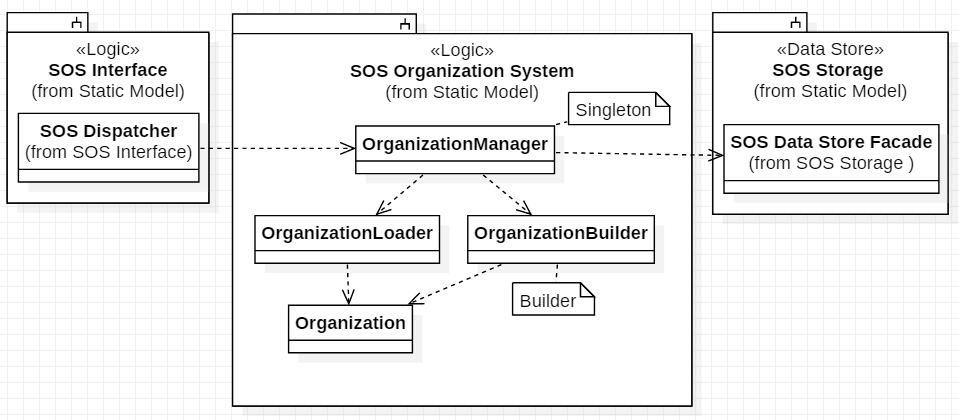 «Logic»
SOS Interface
(from Static Model)
SOS Dispatcher
(from SOS Interface)
«Logic»
SOS Organization System
(from Static Model)
Singleton
OrganizationManager
OrganizationLoader
OrganizationBuilder
Builder
Organization
«Data Store»
SOS Storage
(from Static Model)
SOS Data Store Facade
(from SOS Storage )